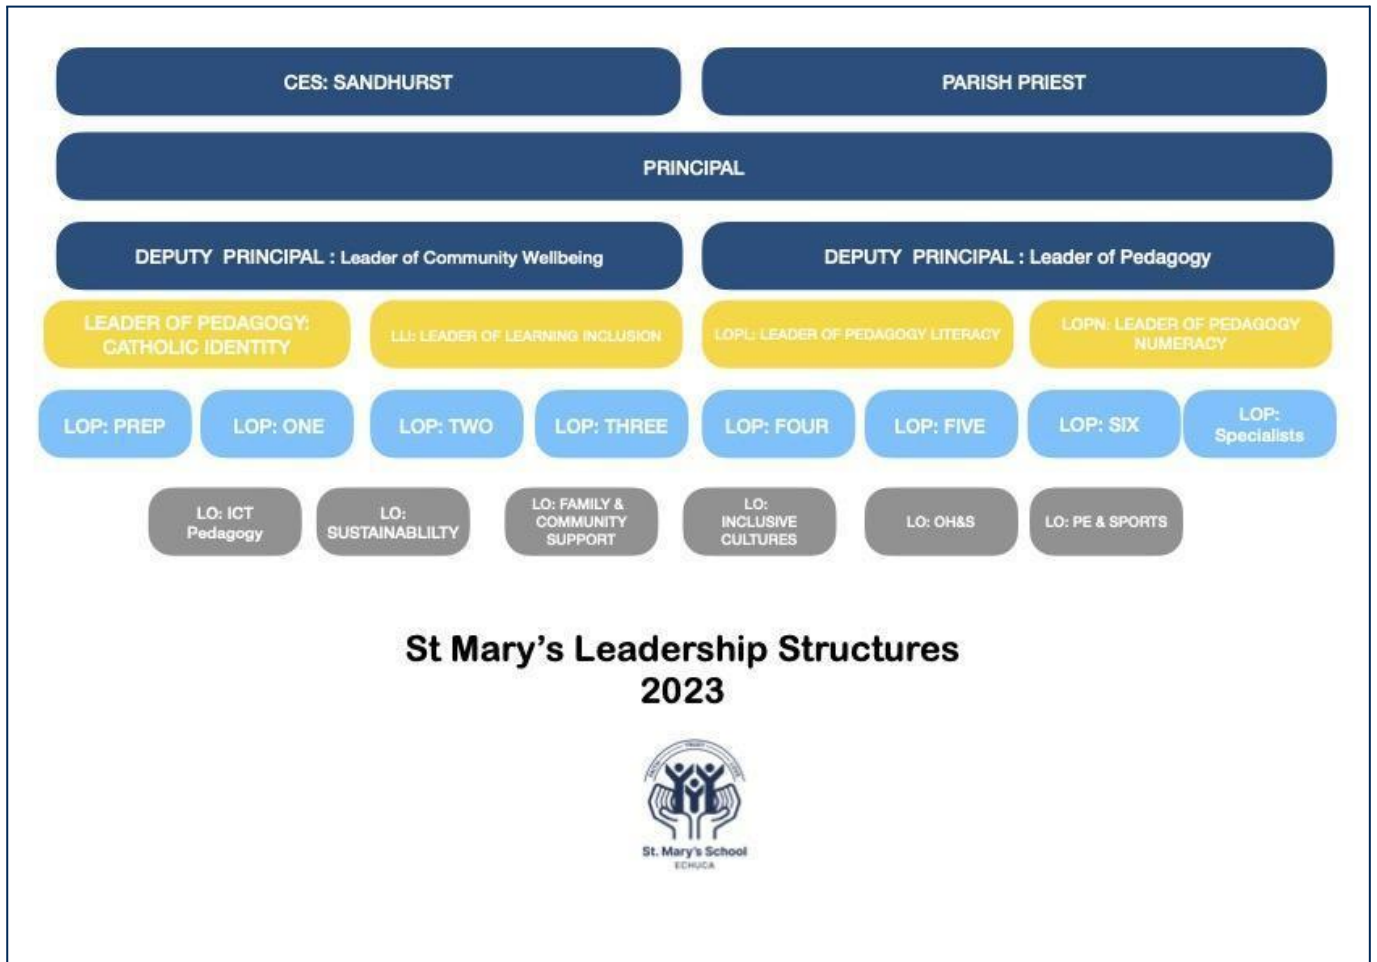 CES: SANDHURST
PARISH PRIEST
PRINCIPAL
DEPUTY PRINCIPAL : Leader of Community Wellbeing
DEPUTY PRINCIPAL : Leader of Pedagogy
LEADER OF PEDAGOGY:
CATHOLIC IDENTITY
LLI: LEADER OF LEARNING INCLUSION
LOPL: LEADER OF PEDAGOGY LITERACY
LOPN: LEADER OF PEDAGOGY
NUMERACY
LOP: PREP
LOP: ONE
LOP: TWO
LOP: THREE
LOP: FOUR
LOP: FIVE
LOP: SIX
LOP:
Specialists
LO: ICT
Pedagogy
LO:
SUSTAINABLILTY
LO: FAMILY &
COMMUNITY
SUPPORT
LO:
INCLUSIVE
CULTURES
LO: OH&S
LO: PE & SPORTS
St Mary's Leadership Structures
2023
St. Mary's School
ECHUCA